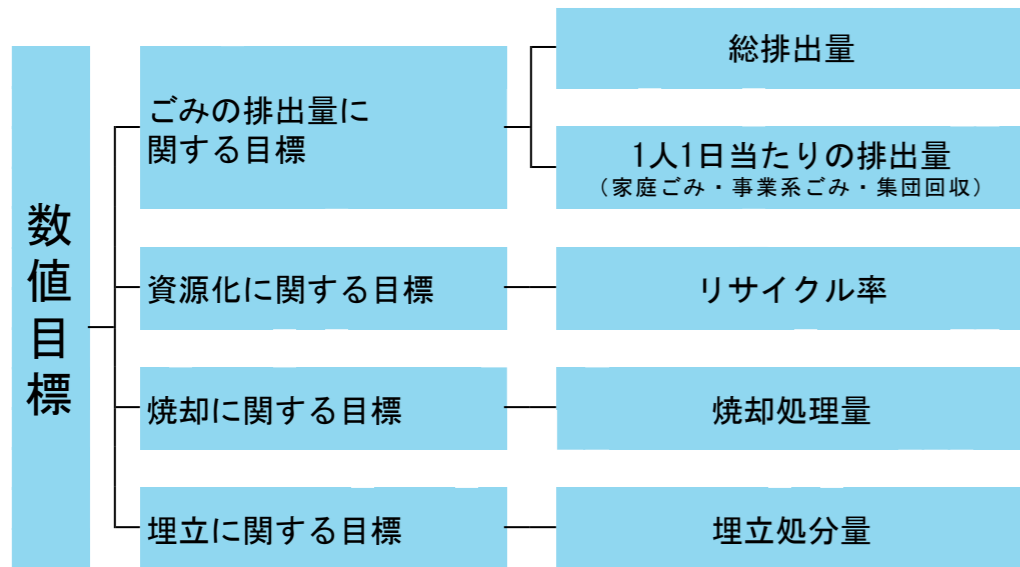 数値目標
ごみの排出量に
関する目標
総排出量
1人1日当たりの排出量
(家庭ごみ・事業系ごみ・集団回収)
資源化に関する目標
リサイクル率
焼却に関する目標
焼却処理量
埋立に関する目標
埋立処分量